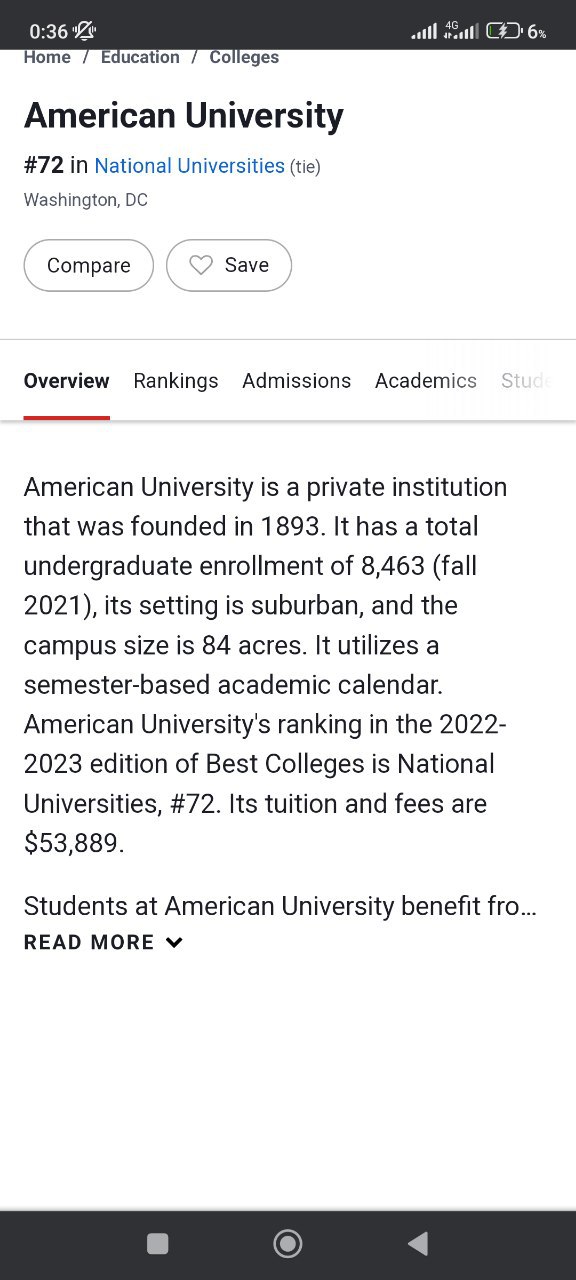 0:36 4G 6%
Home / Education / Colleges
American University
#72 in National Universities (tie)
Washington, DC
Compare Save
Overview Rankings Admissions Academics Stude
American University is a private institution
that was founded in 1893. It has a total
undergraduate enrollment of 8,463 (fall
2021), its setting is suburban, and the
campus size is 84 acres. It utilizes a
semester-based academic calendar.
American University's ranking in the 2022-
2023 edition of Best Colleges is National
Universities, #72. Its tuition and fees are
$53,889.
Students at American University benefit fro...
READ MORE